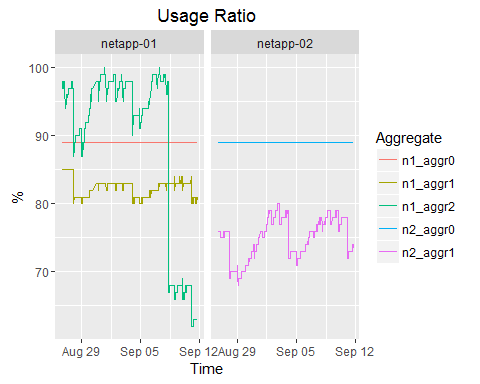 Usage Ratio
netapp-01 netapp-02
100
90
80
70
%
Aug 29 Sep 05 Sep 12 Aug 29 Sep 05 Sep 12
Time
Aggregate
n1_aggr0
n1_aggr1
n1_aggr2
n2_aggr0
n2_aggr1